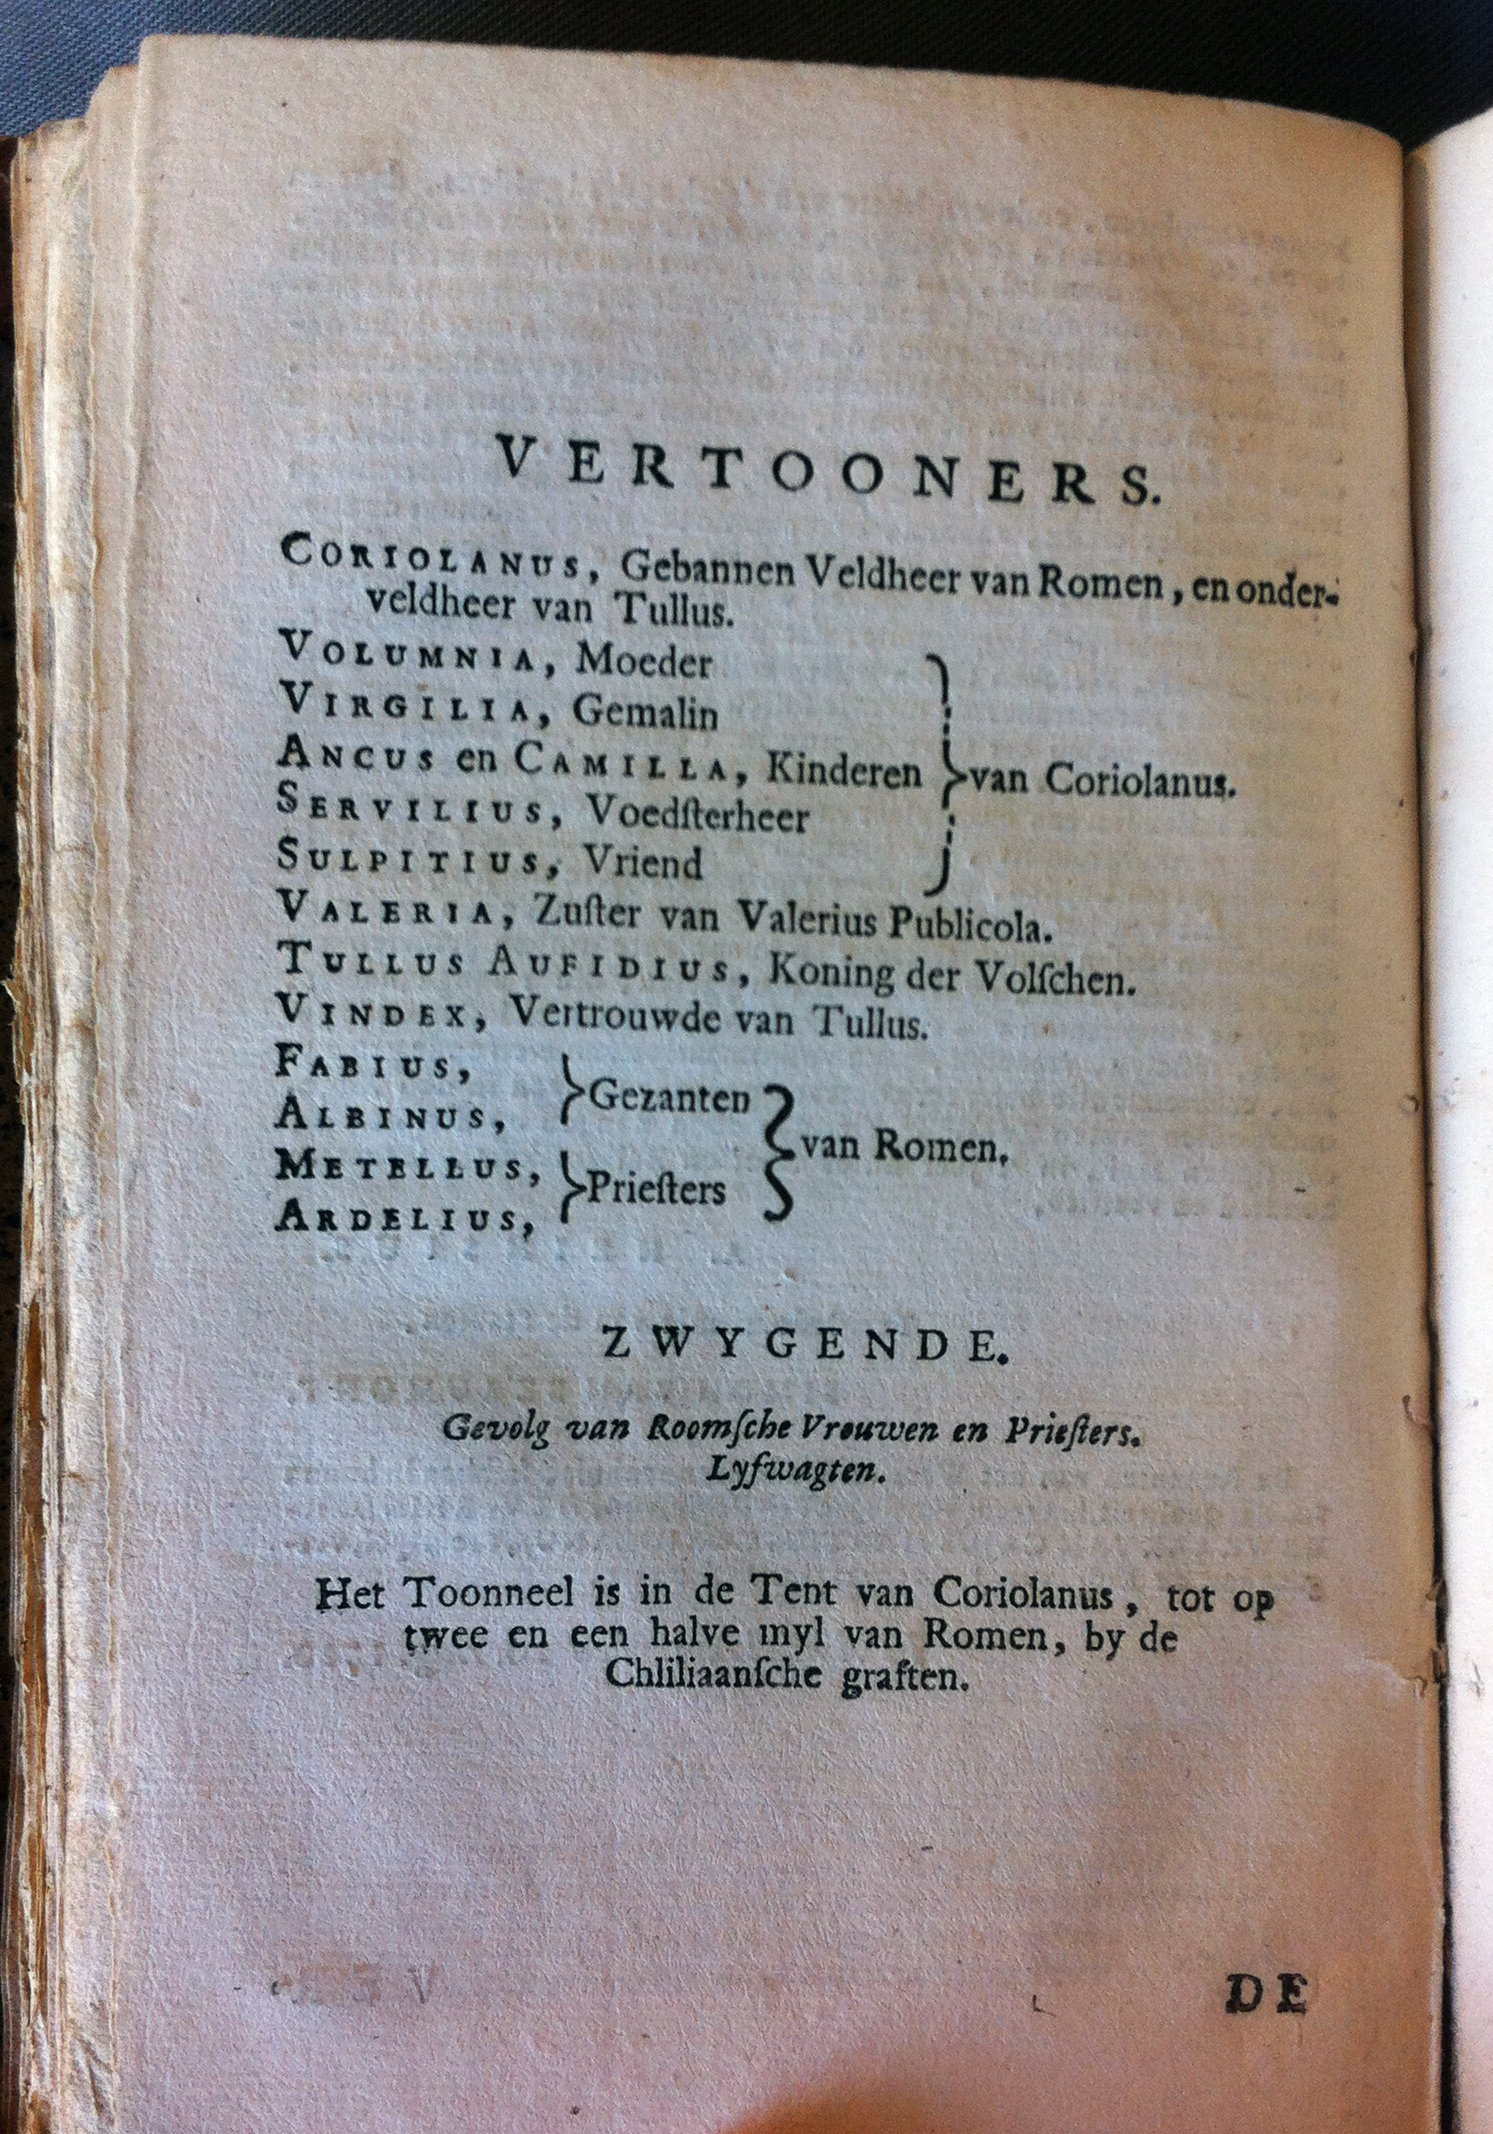 VERTOONERS.
CORIOLANUS, Gebannen Veldheer van Romen, en onder-
veldheer van Tullus.
VOLUMNIA, Moeder
VIRGILIA, Gemalin
ANCUS en CAMILLA, Kinderen van Coriolanus.
SERVILIUS, Voedſterheer
SULPITIUS, Vriend
VALERIA, Zuſter van Valerius Publicola.
TULLUS AUFIDIUS, Koning der Volſchen.
VINDEX, Vertrouwde van Tullus.
FABIUS,
ALBINUS,
Gezanten
METELLUS,
ARDELIUS,
Prieſters
van Romen.
ZWYGENDE.
Gevolg van Roomſche Vrouwen en Prieſters.
Lyfwagten.
Het Toonneel is in de Tent van Coriolanus, tot op
twee en een halve myl van Romen, by de
Chliliaanſche graften.
DE